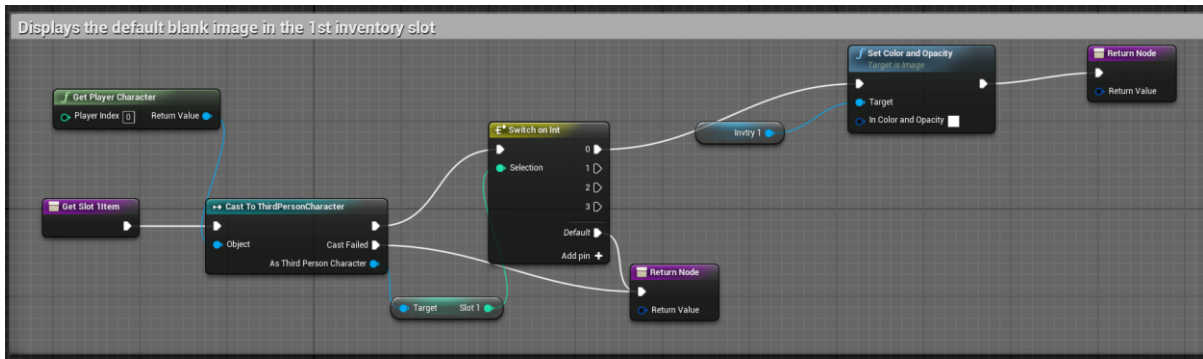 Displays the default blank image in the 1st inventory slot
Set Color and Opacity
Target is Image
Target
In Color and Opacity
Return Node
Return Value
Get Player Character
Player Index 0 Return Value
Switch on Int
0
Selection 1
2
3
Default
Add pin +
Invtry 1
Get Slot 1Item
Cast To ThirdPersonCharacter
Object Cast Failed
As Third Person Character
Target Slot 1
Return Node
Return Value